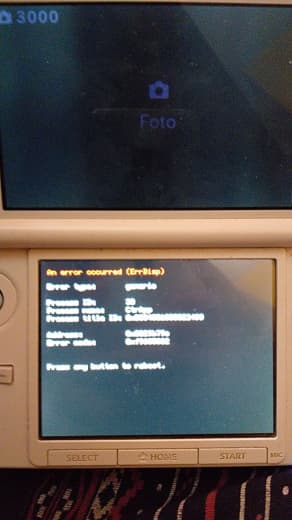 3000
Foto
An error occurred (ErrDisp)
Error type: generic
Process ID:
Process name:
Process title ID:
Address:
Error code:
Press any button to reboot.
SELECT
HOME
START
MIC